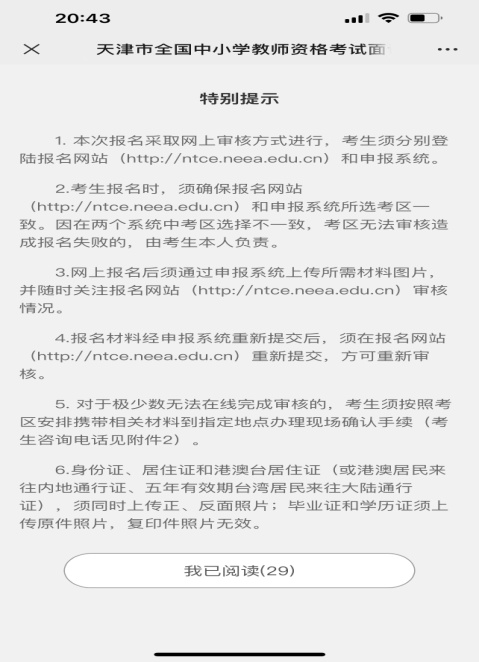 20:43
天津市全国中小学教师资格考试面
特别提示
1. 本次报名采取网上审核方式进行，考生须分别登
陆报名网站（http://ntce.neea.edu.cn）和申报系统。
2.考生报名时，须确保报名网站
（http://ntce.neea.edu.cn）和申报系统所选考区一
致。因在两个系统中考区选择不一致，考区无法审核造
成报名失败的，由考生本人负责。
3.网上报名后须通过申报系统上传所需材料图片，
并随时关注报名网站（http://ntce.neea.edu.cn）审核
情况。
4.报名材料经申报系统重新提交后，须在报名网站
（http://ntce.neea.edu.cn）重新提交，方可重新审
核。
5. 对于极少数无法在线完成审核的，考生须按照考
区安排携带相关材料到指定地点办理现场确认手续（考
生咨询电话见附件2）。
6.身份证、居住证和港澳台居住证（或港澳居民来
往内地通行证、五年有效期台湾居民来往大陆通行
证），须同时上传正、反面照片；毕业证和学历证须上
传原件照片，复印件照片无效。
我已阅读(29)